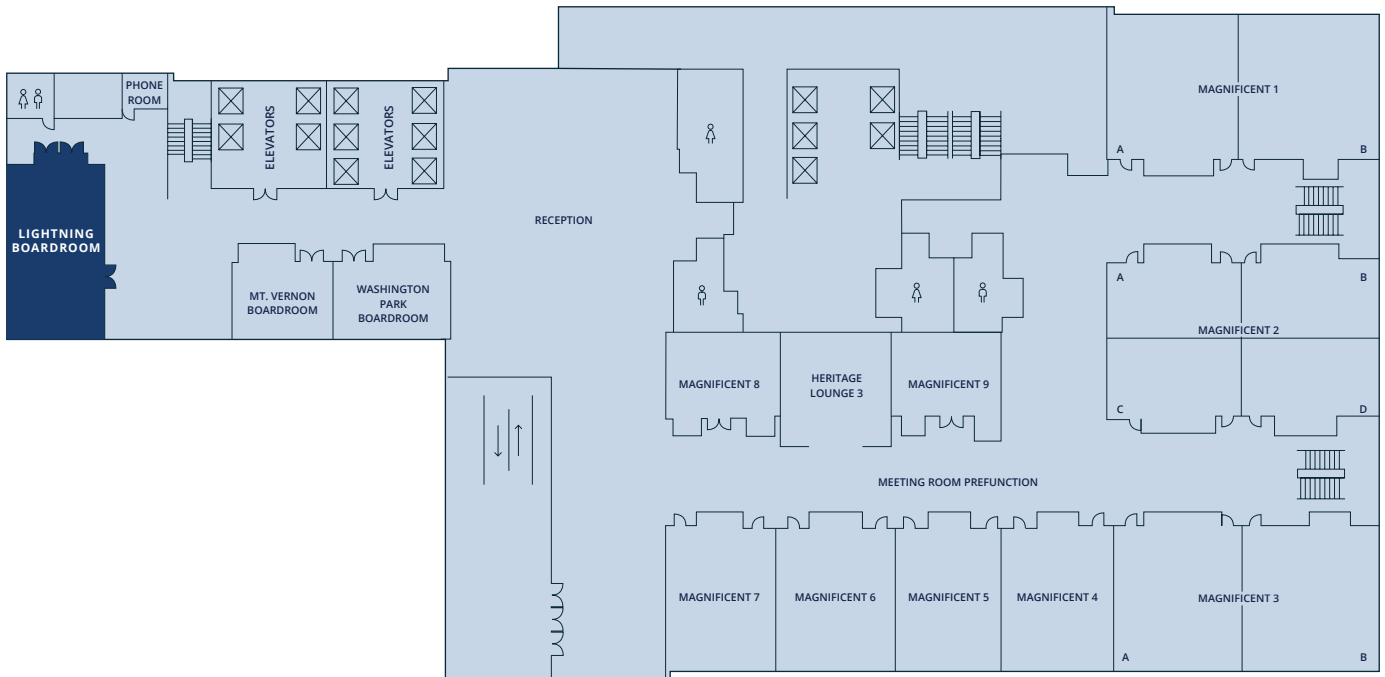 PHONE
ROOM
ELEVATORS
ELEVATORS
MAGNIFICENT 1
A
B
LIGHTNING
BOARDROOM
RECEPTION
MT. VERNON
BOARDROOM
WASHINGTON
PARK
BOARDROOM
A
B
MAGNIFICENT 2
C
D
MAGNIFICENT 8
HERITAGE
LOUNGE 3
MAGNIFICENT 9
MEETING ROOM PREFUNCTION
MAGNIFICENT 7
MAGNIFICENT 6
MAGNIFICENT 5
MAGNIFICENT 4
MAGNIFICENT 3
A
B